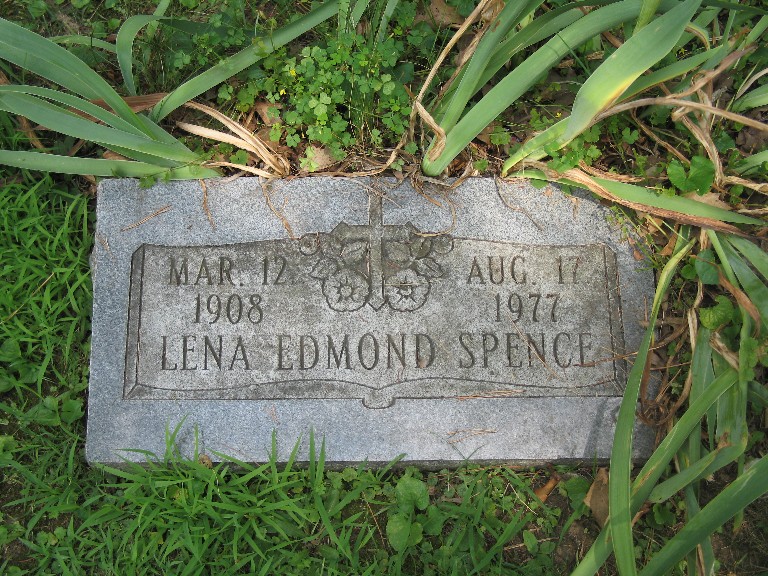 MAR. 12 AUG. 17
1908 1977
LENA EDMOND SPENCE